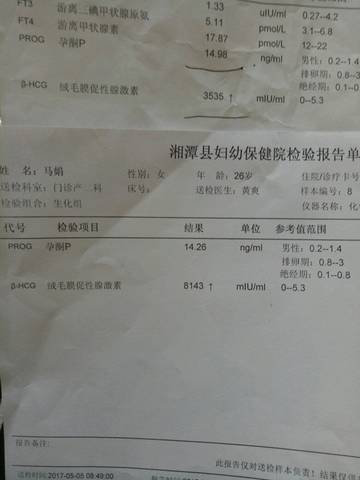 FT3 游离三碘甲状腺原氨 1.33 uIU/ml 0.27--4.2
FT4 游离甲状腺素 5.11 pmol/L 3.1--6.8
PROG 孕酮P 17.87 pmol/L 12--22
14.98 ng/ml 男性：0.2--1.4
排卵期：0.8--3
绝经期：0.1--0
β-HCG 绒毛膜促性腺激素 3535 ↑ mIU/ml 0--5.3
湘潭县妇幼保健院检验报告单
姓 名：马娟 性别：女 年 龄：26岁 住院/诊疗卡号
送检科室：门诊产二科 床号： 送检医生：黄爽 样本编号：8
检验组合：生化组 仪器名称：化
代号 检验项目 结果 单位 参考值范围
PROG 孕酮P 14.26 ng/ml 男性：0.2--1.4
排卵期：0.8--3
绝经期：0.1--0.8
β-HCG 绒毛膜促性腺激素 8143 ↑ mIU/ml 0--5.3
报告备注：
此报告仅对送检样本负责！结果仅供
送检时间:2017-05-05 08:49:00